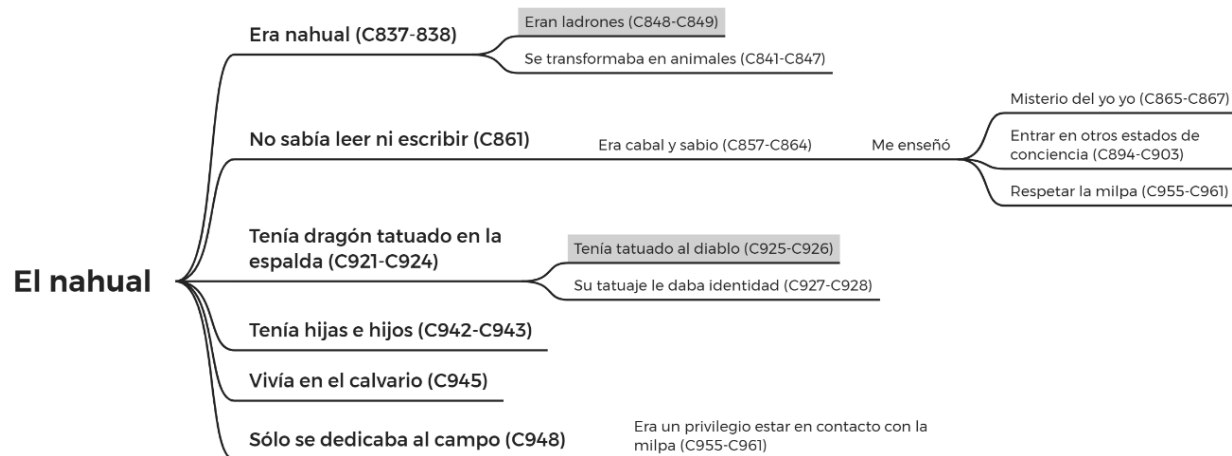 El nahual
Era nahual (C837-838)
Eran ladrones (C848-C849)
Se transformaba en animales (C841-C847)
No sabía leer ni escribir (C861)
Era cabal y sabio (C857-C864)
Me enseñó
Misterio del yo yo (C865-C867)
Entrar en otros estados de
conciencia (C894-C903)
Respetar la milpa (C955-C961)
Tenía dragón tatuado en la
espalda (C921-C924)
Tenía tatuado al diablo (C925-C926)
Su tatuaje le daba identidad (C927-C928)
Tenía hijas e hijos (C942-C943)
Vivía en el calvario (C945)
Sólo se dedicaba al campo (C948)
Era un privilegio estar en contacto con la
milpa (C955-C961)